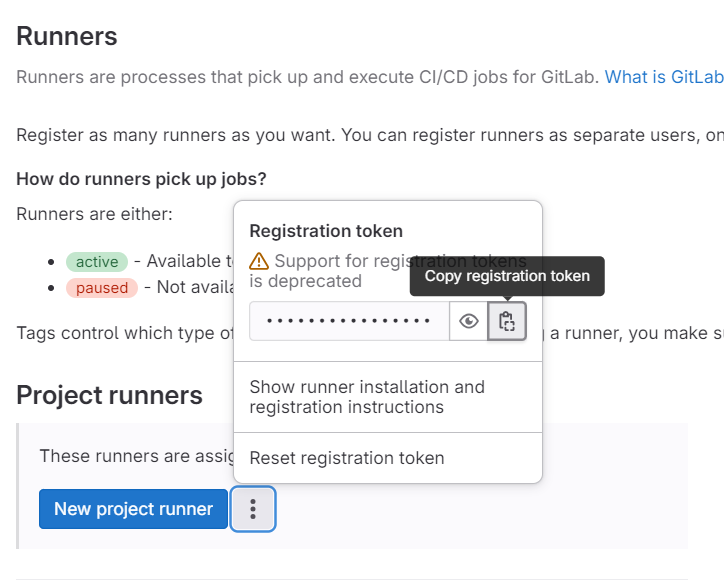 Runners
Runners are processes that pick up and execute CI/CD jobs for GitLab. What is GitLab
Register as many runners as you want. You can register runners as separate users, on
How do runners pick up jobs?
Runners are either:
active - Available t
paused - Not availa
Tags control which type of
g a runner, you make su
Registration token
Support for registration tokens
is deprecated
Copy registration token
••••••••••••••••
Show runner installation and
registration instructions
Reset registration token
Project runners
These runners are assig
New project runner